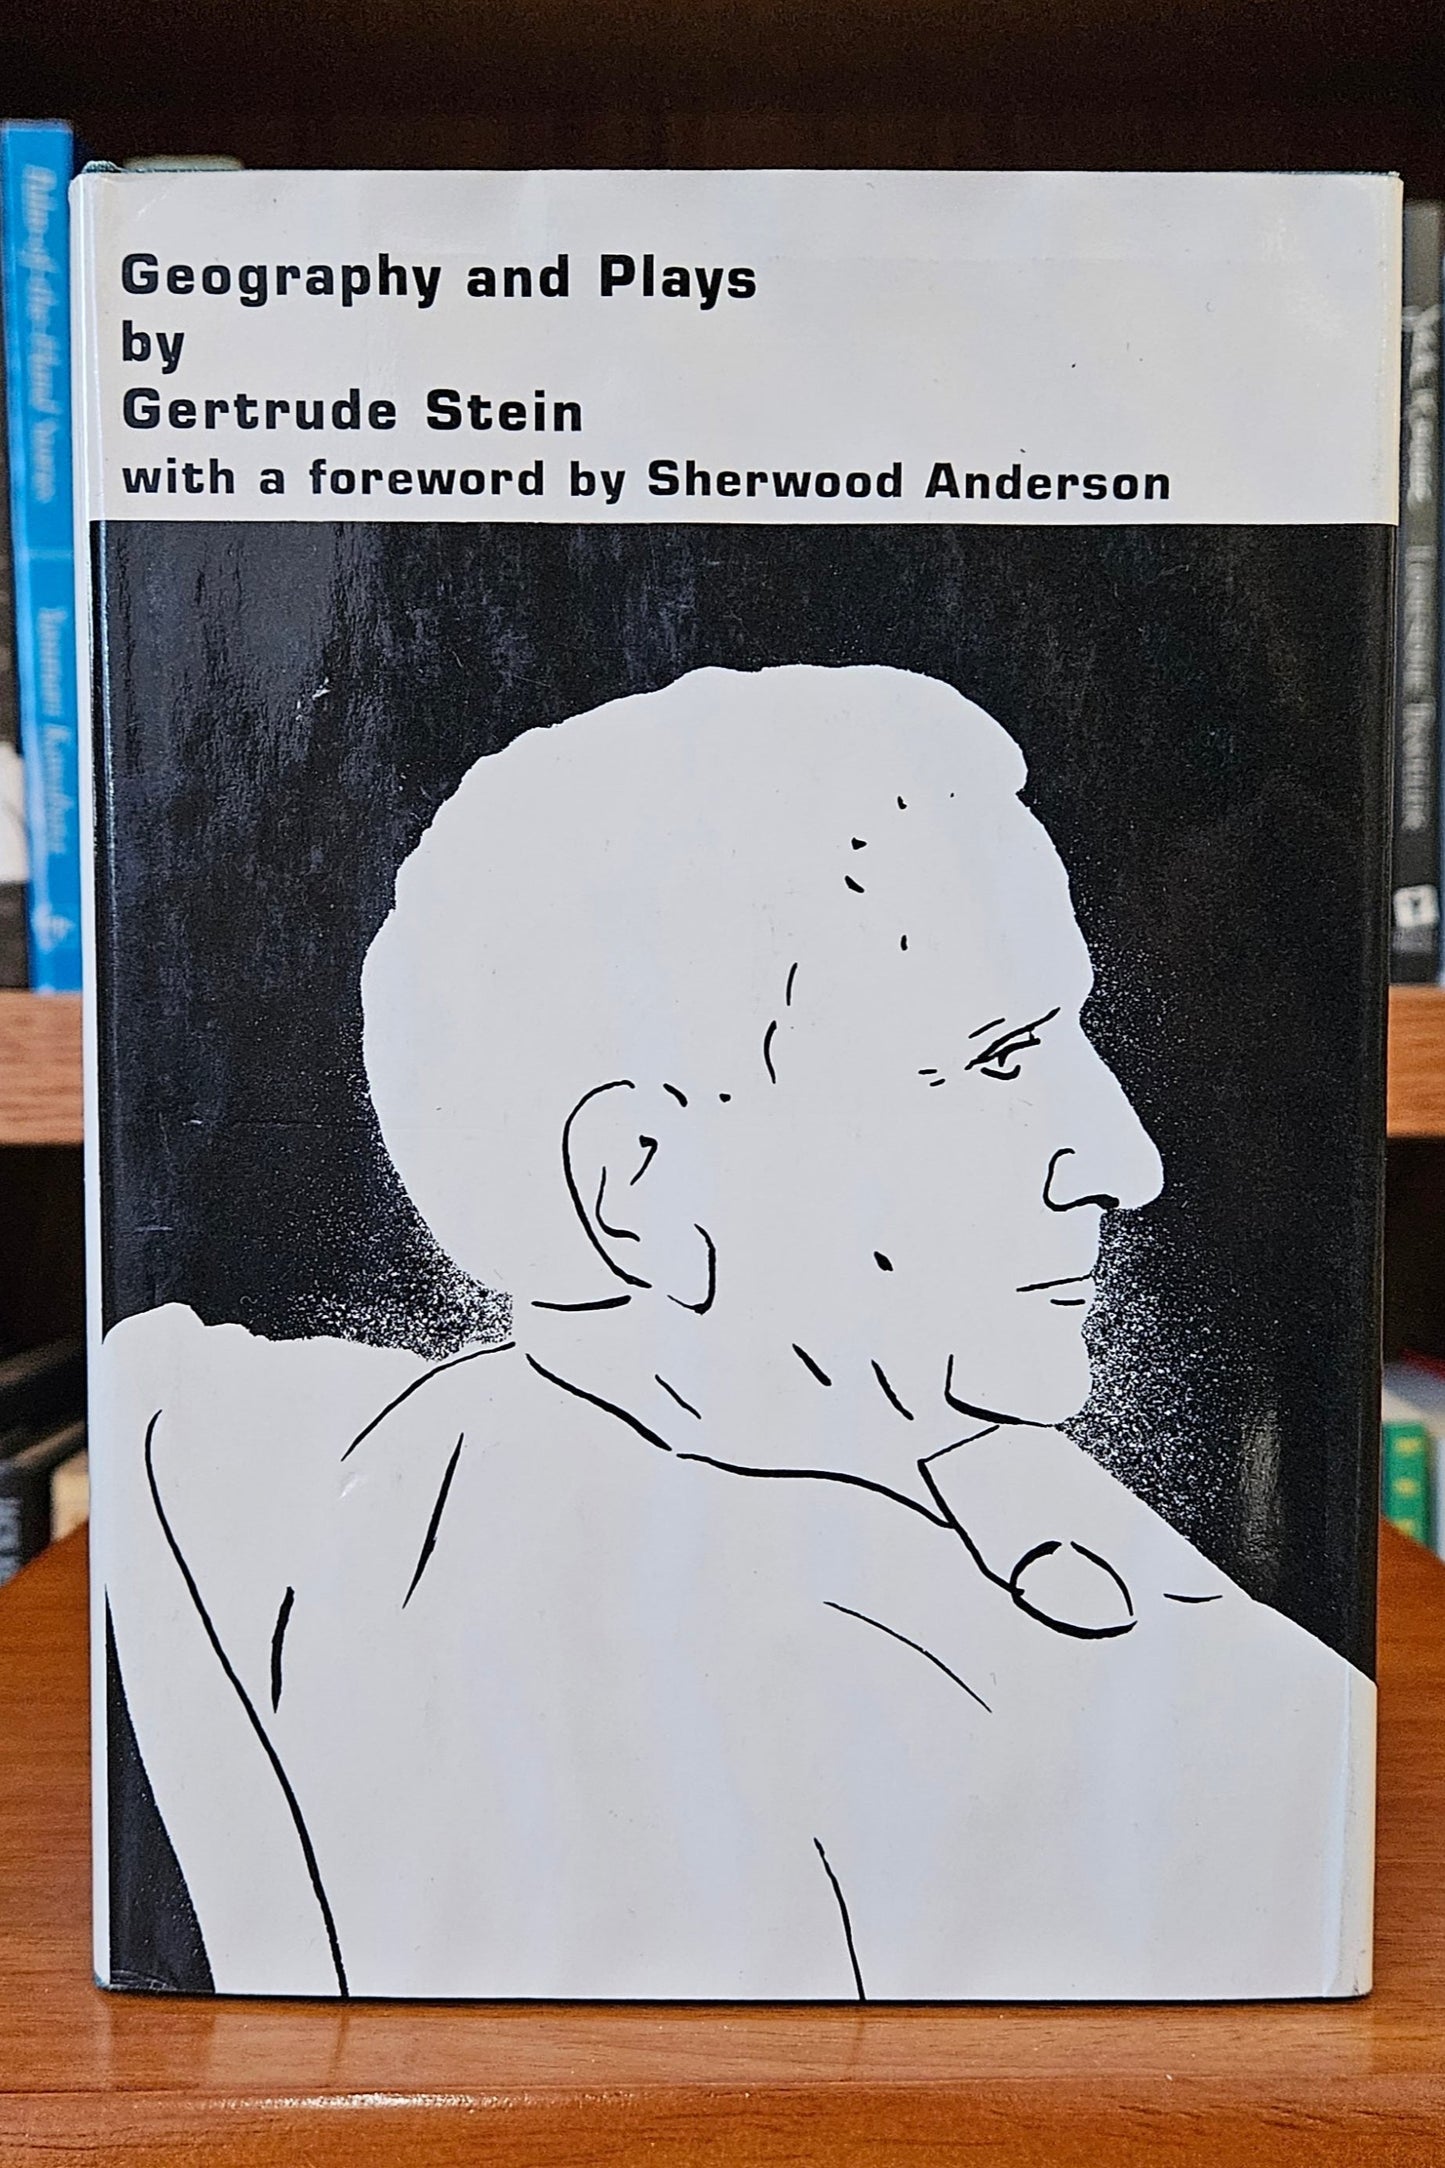 Geography and Plays
by
Gertrude Stein
with a foreword by Sherwood Anderson